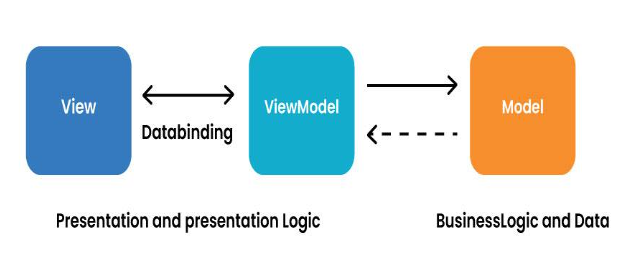 View
ViewModel
Model
Databinding
Presentation and presentation Logic
BusinessLogic and Data